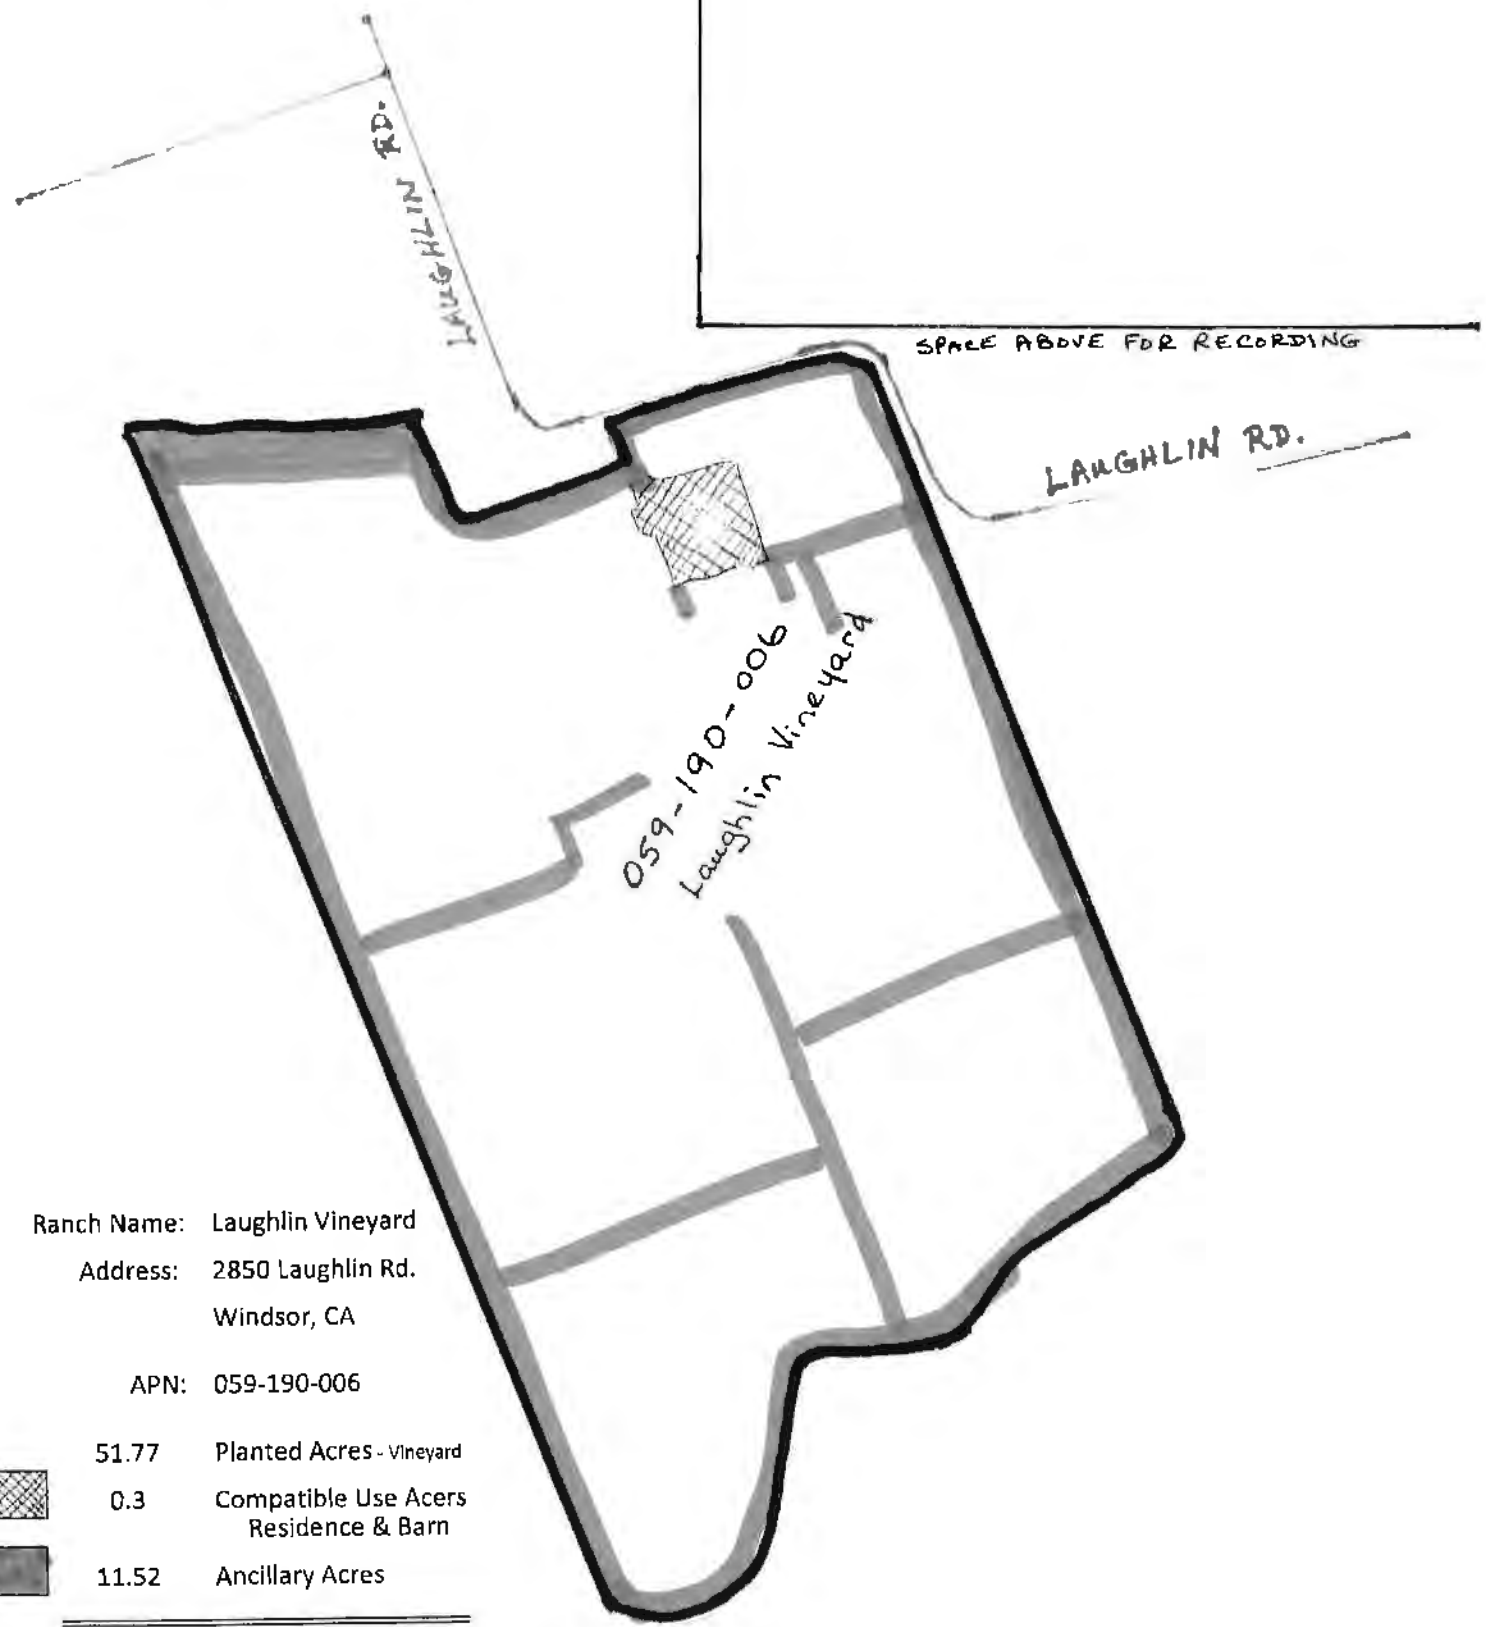 LAUGHLIN RD.
SPACE ABOVE FOR RECORDING
LAUGHLIN RD.
059-190-006
Laughlin Vineyard
Ranch Name: Laughlin Vineyard
Address: 2850 Laughlin Rd.
Windsor, CA
APN: 059-190-006
51.77 Planted Acres - Vineyard
0.3 Compatible Use Acers
Residence & Barn
11.52 Ancillary Acres